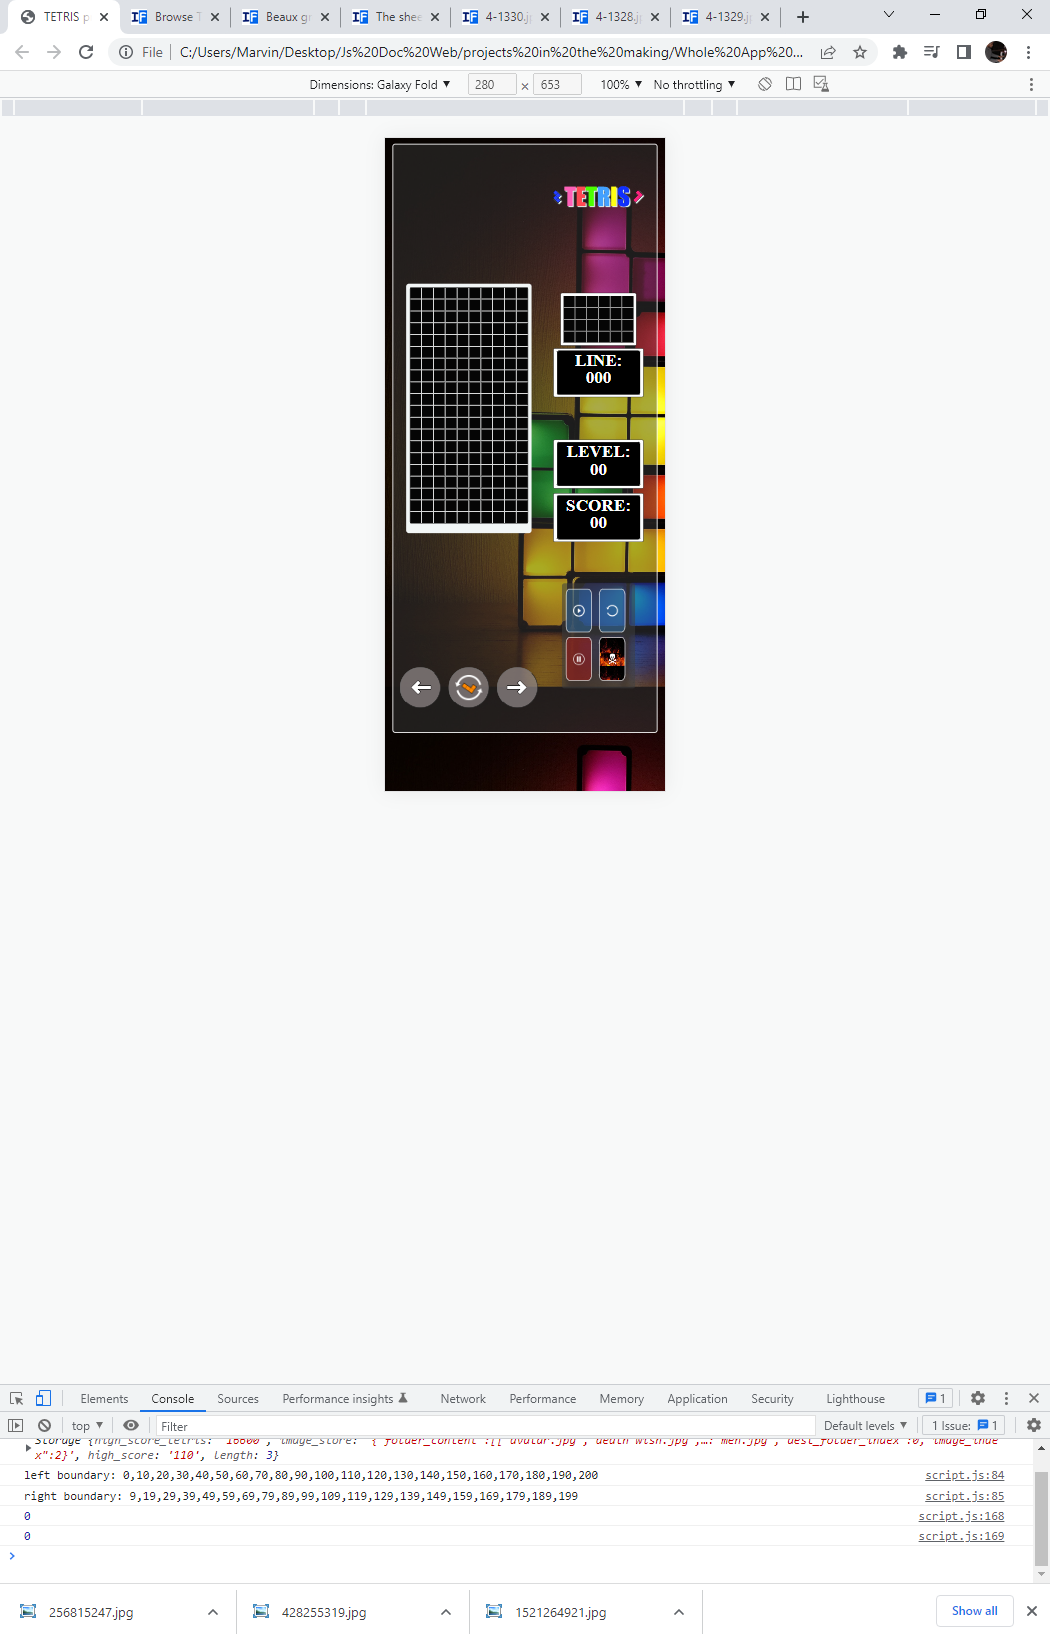 TETRIS p
Browse T
Beaux gr
The shee
4-1330.j
4-1328.j
4-1329.j
File
C:/Users/Marvin/Desktop/Js%20Doc%20Web/projects%20in%20the%20making/Whole%20App%20...
Dimensions: Galaxy Fold ▼ 280 × 653 100% ▼ No throttling ▼
TETRIS
LINE:
000
LEVEL:
00
SCORE:
00
Elements Console Sources Performance insights Network Performance Memory Application Security Lighthouse 1
top ▼ Filter Default levels ▼ 1 Issue: 1
Storage {high_score_tetris: '16600', image_score: '{"folder_content":[["avatar.jpg","death wish.jpg",…: men.jpg","dest_folder_index":0,"image_inde
x":2}', high_score: '110', length: 3}
left boundary: 0,10,20,30,40,50,60,70,80,90,100,110,120,130,140,150,160,170,180,190,200 script.js:84
right boundary: 9,19,29,39,49,59,69,79,89,99,109,119,129,139,149,159,169,179,189,199 script.js:85
0 script.js:168
0 script.js:169
>
256815247.jpg
428255319.jpg
1521264921.jpg
Show all